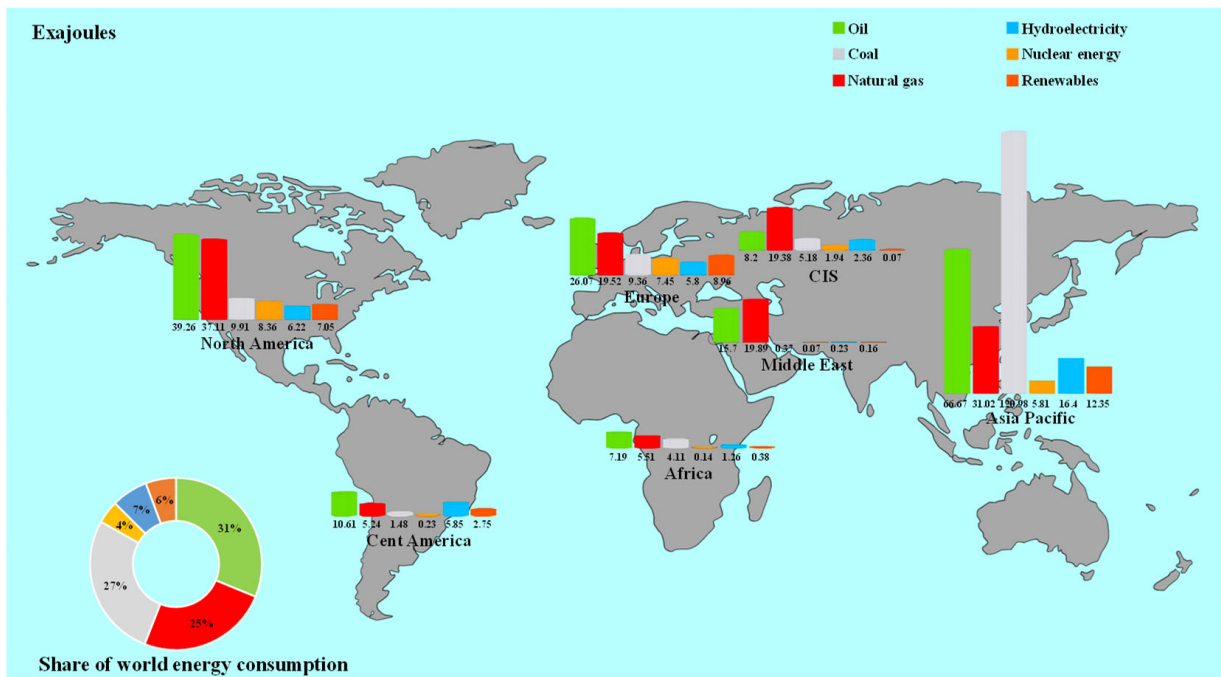 Exajoules
Oil
Hydroelectricity
Coal
Nuclear energy
Natural gas
Renewables
39.26 37.11 9.91 8.36 6.22 7.05
North America
26.07 19.52 9.36 7.45 5.8 8.96
Europe
8.2 19.38 5.18 1.94 2.36 0.07
CIS
15.7 19.89 0.07 0.23 0.16
Middle East
66.67 31.02 5.81 16.4 12.35
Asia Pacific
7.19 5.51 4.11 0.14 1.26 0.38
Africa
10.61 5.24 1.48 0.23 5.85 2.75
Cent America
6%
7%
4%
31%
27%
25%
Share of world energy consumption